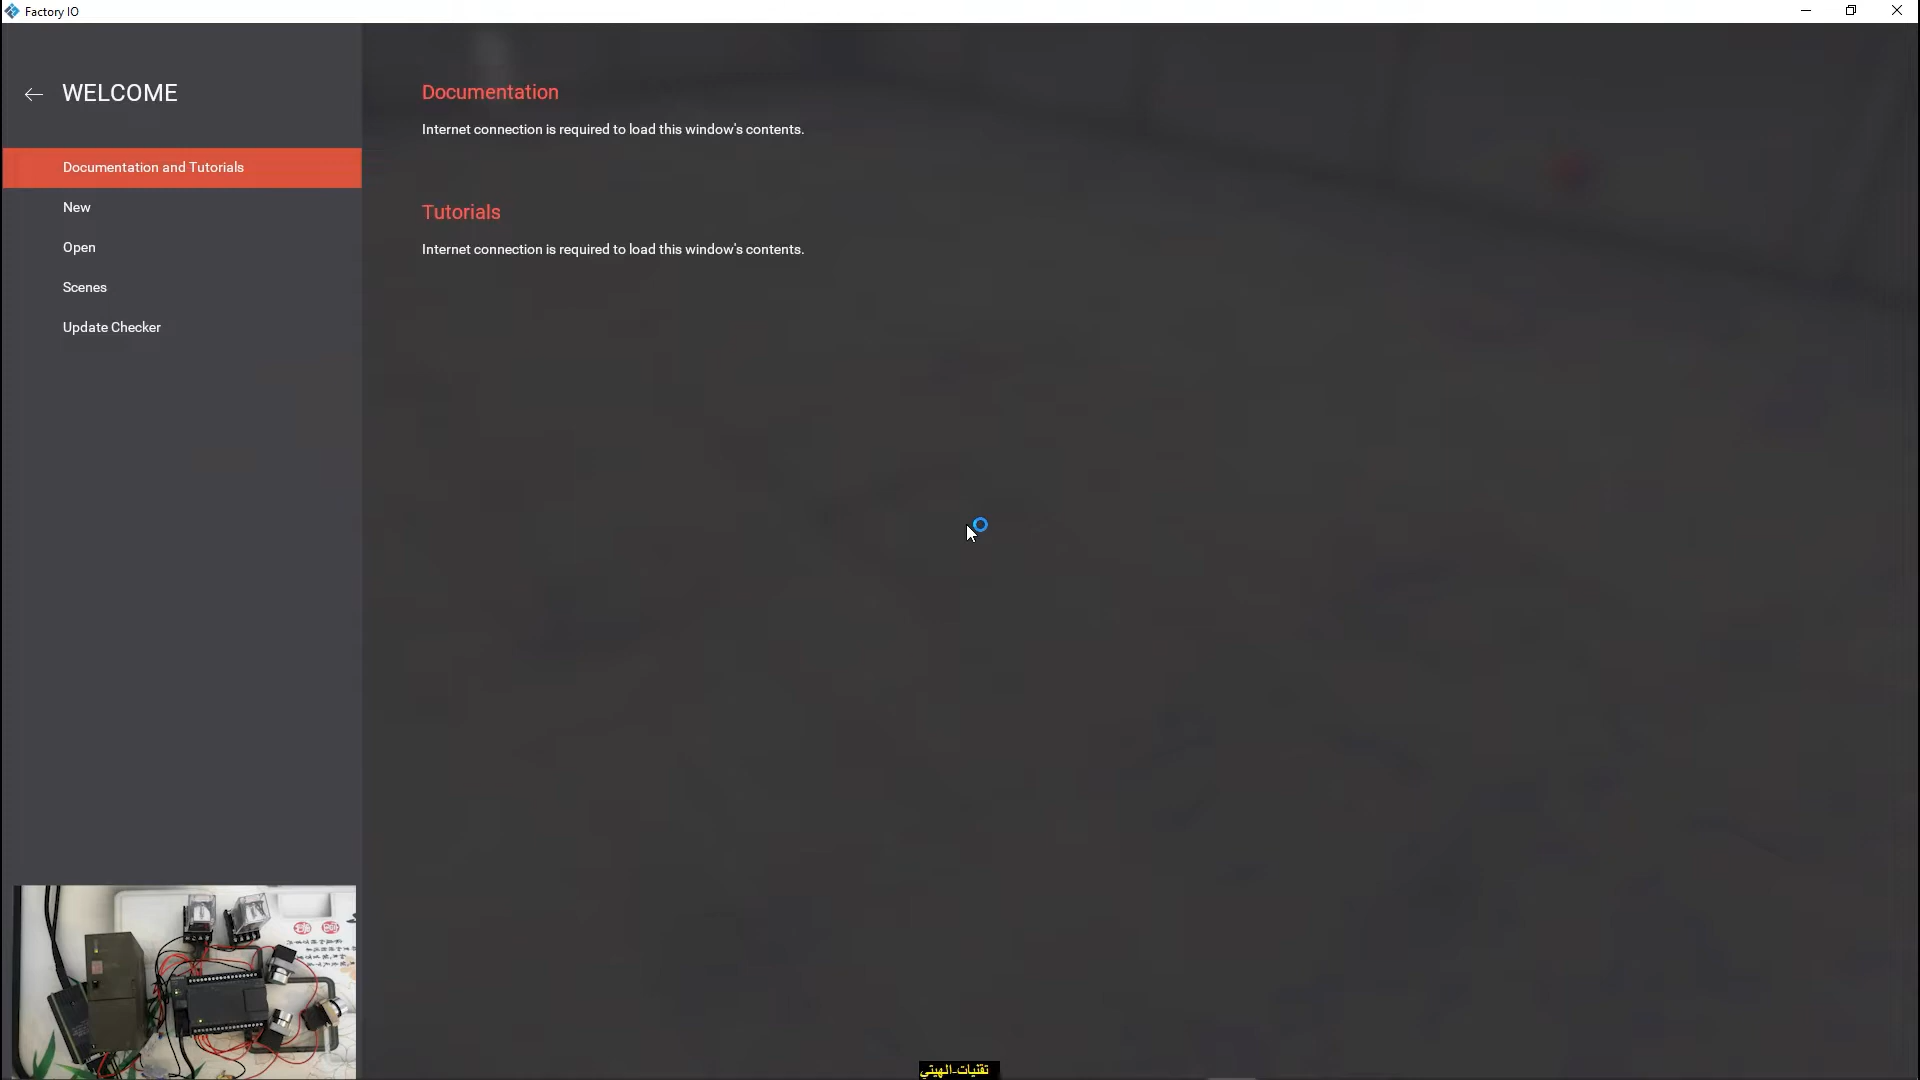 Factory IO
WELCOME
Documentation and Tutorials
New
Open
Scenes
Update Checker
Documentation
Internet connection is required to load this window's contents.
Tutorials
Internet connection is required to load this window's contents.
تقنيات-الهيتي